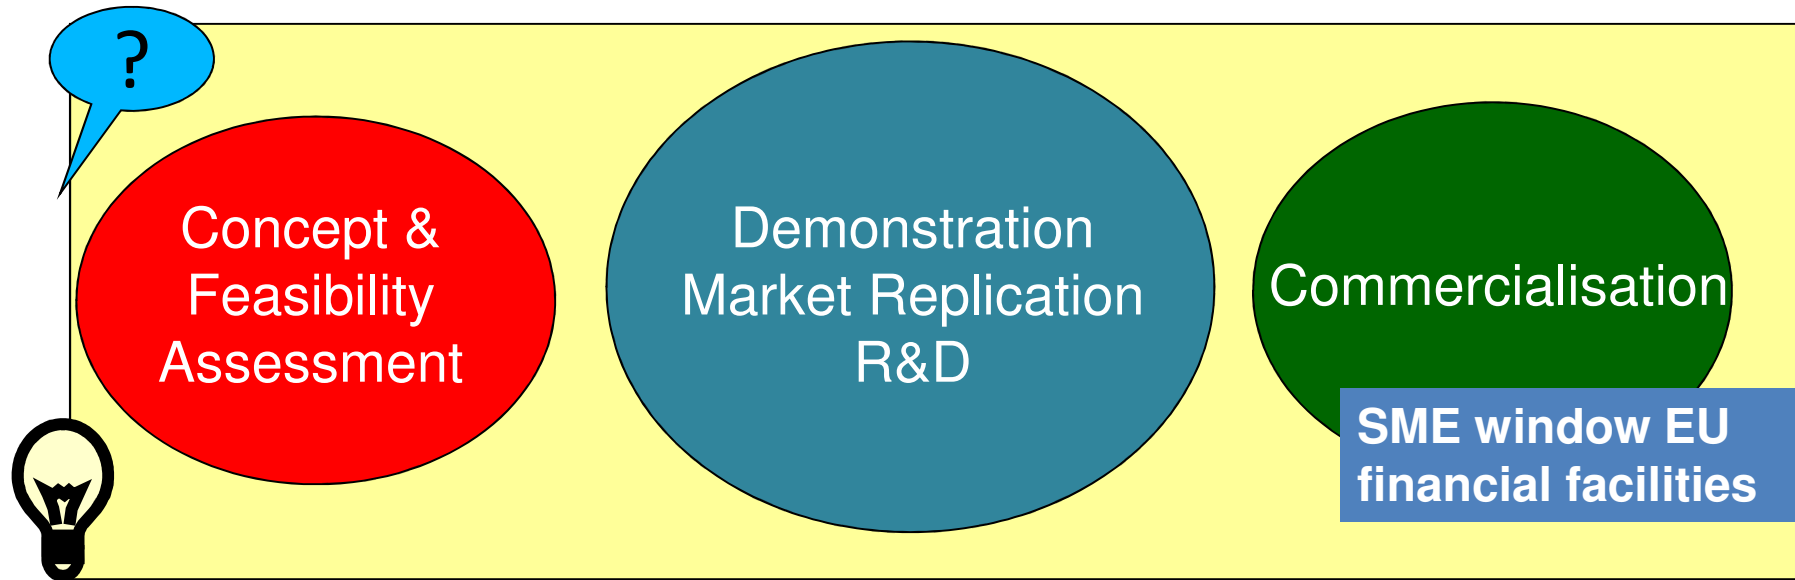 ?
Concept &
Feasibility
Assessment
Demonstration
Market Replication
R&D
Commercialisation
SME window EU
financial facilities